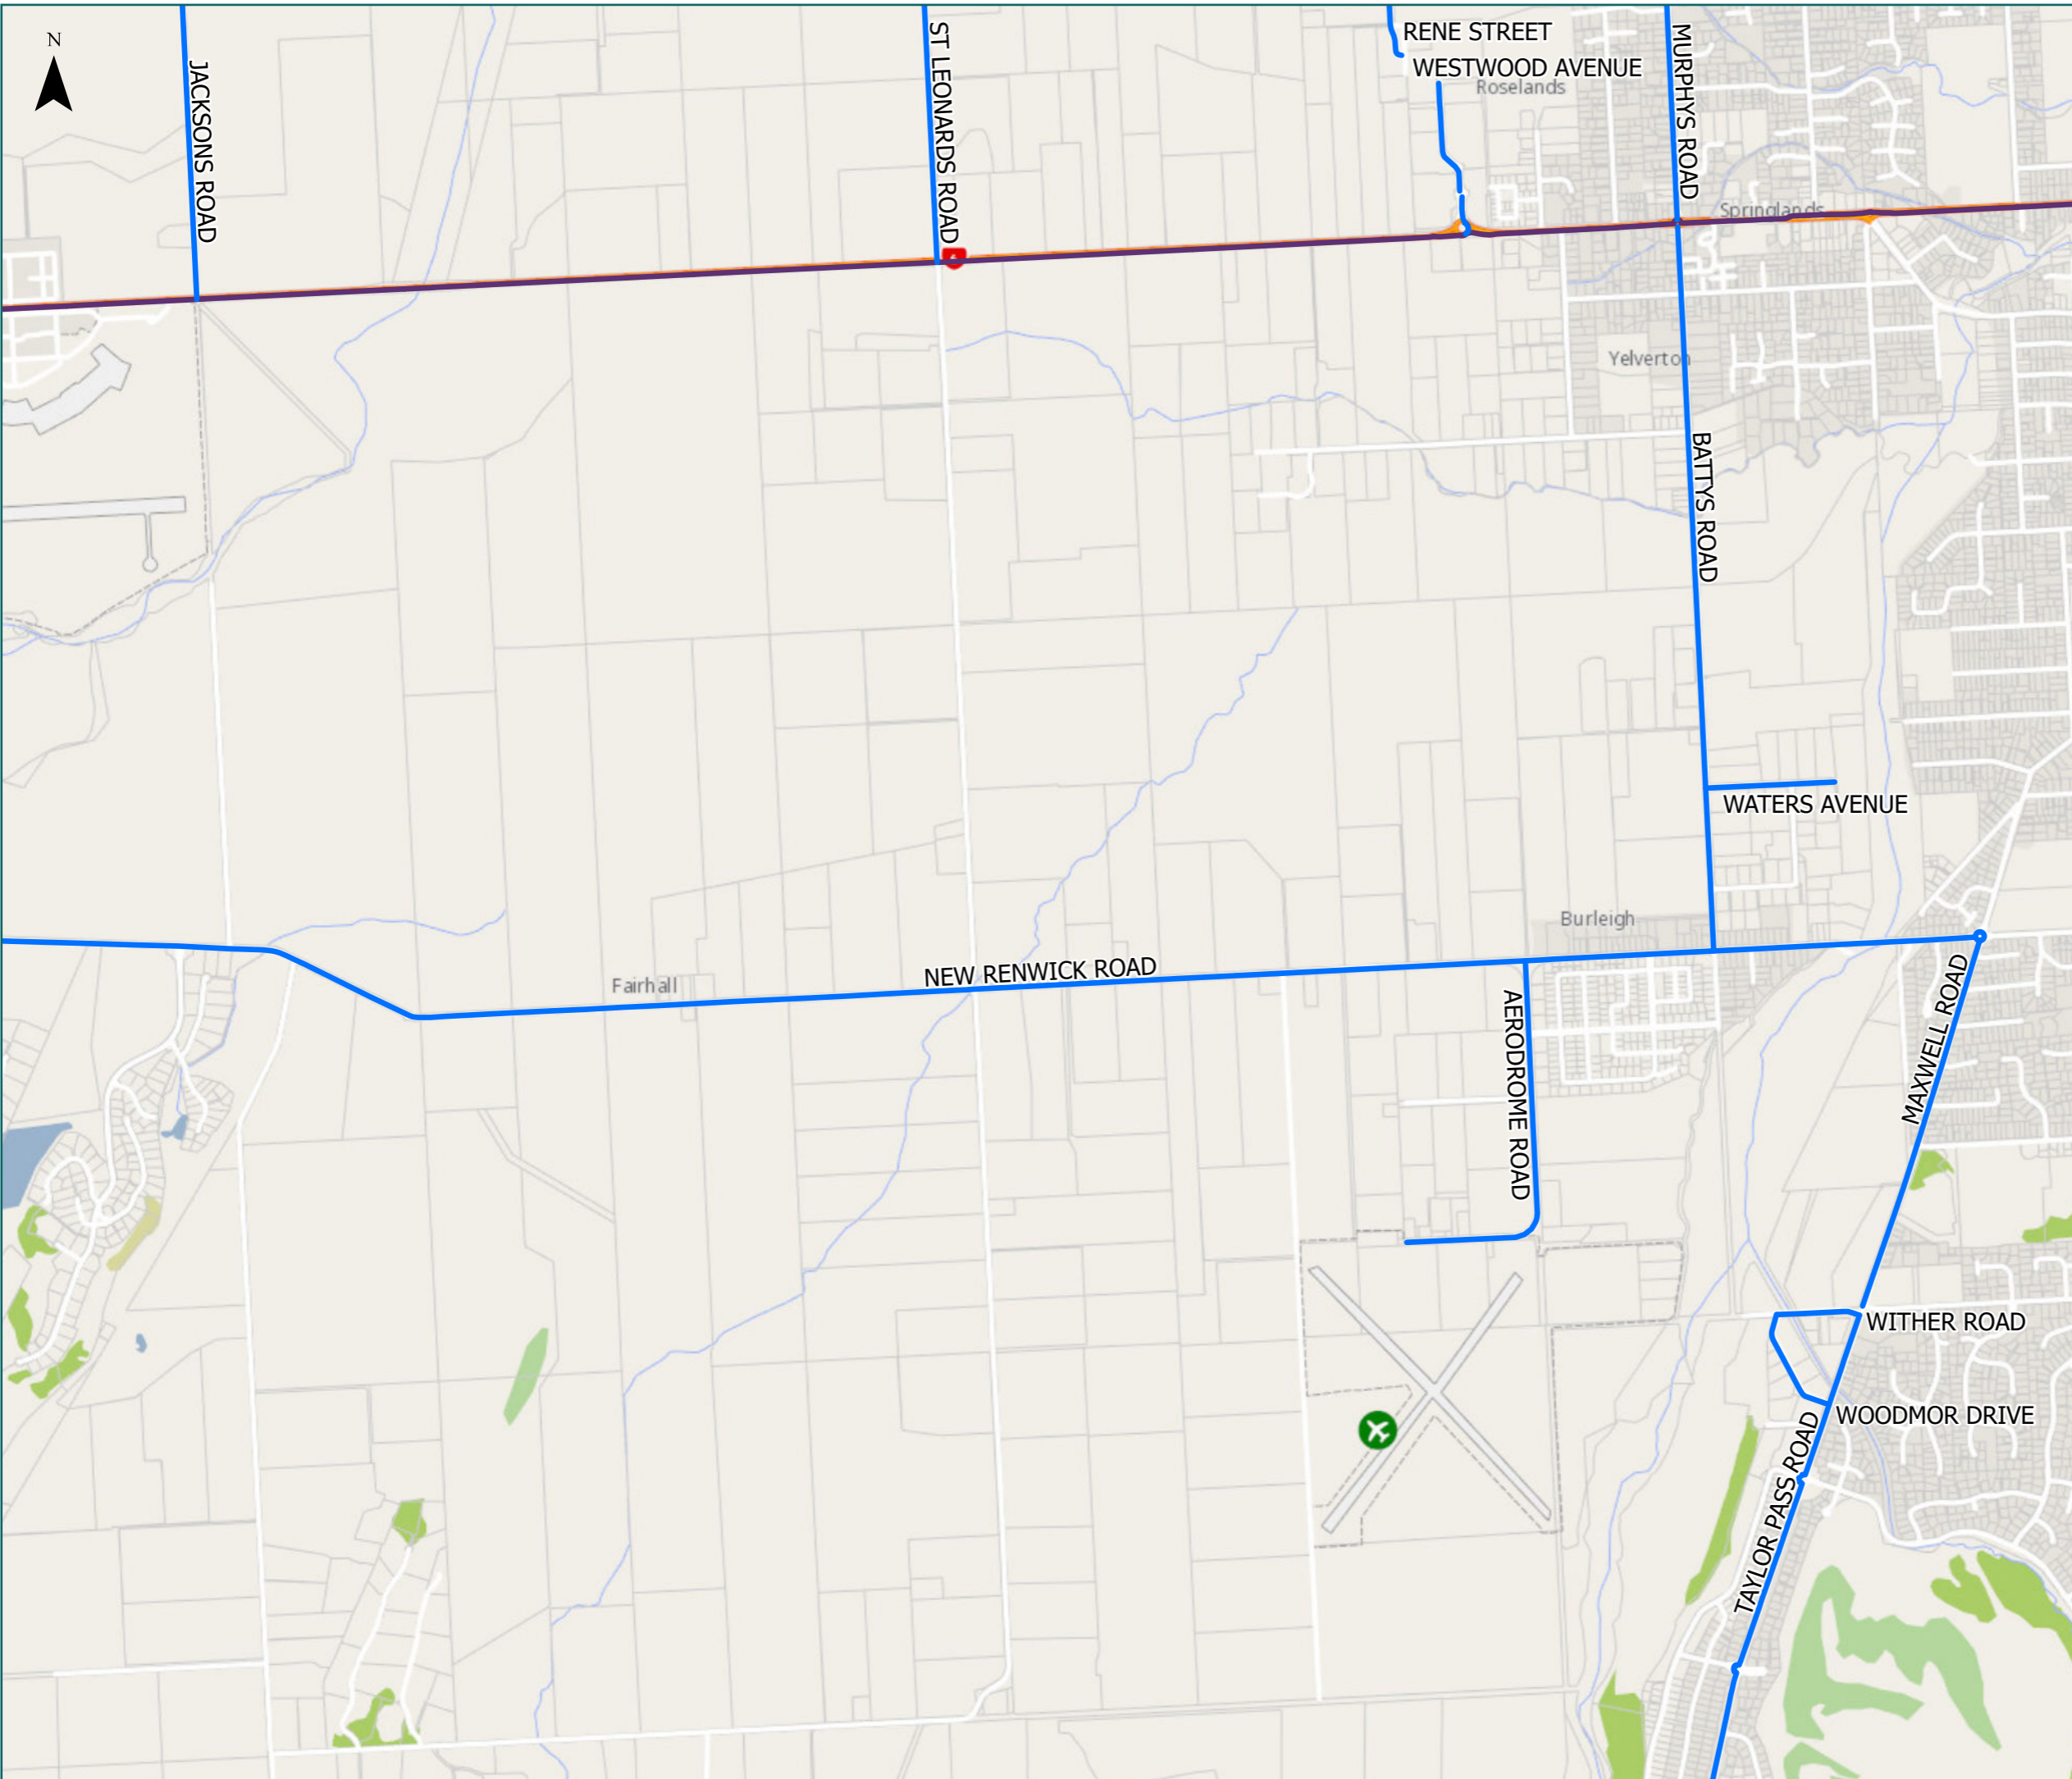 RENE STREET
N
JACKSONS ROAD
ST LEONARDS ROAD
MURPHYS ROAD
WESTWOOD AVENUE
Roselands
Springlands
Yelverton
BATTYS ROAD
WATERS AVENUE
Burleigh
NEW RENWICK ROAD
Fairhall
AERODROME ROAD
MAXWELL ROAD
WITHER ROAD
WOODMOR DRIVE
TAYLOR PASS ROAD